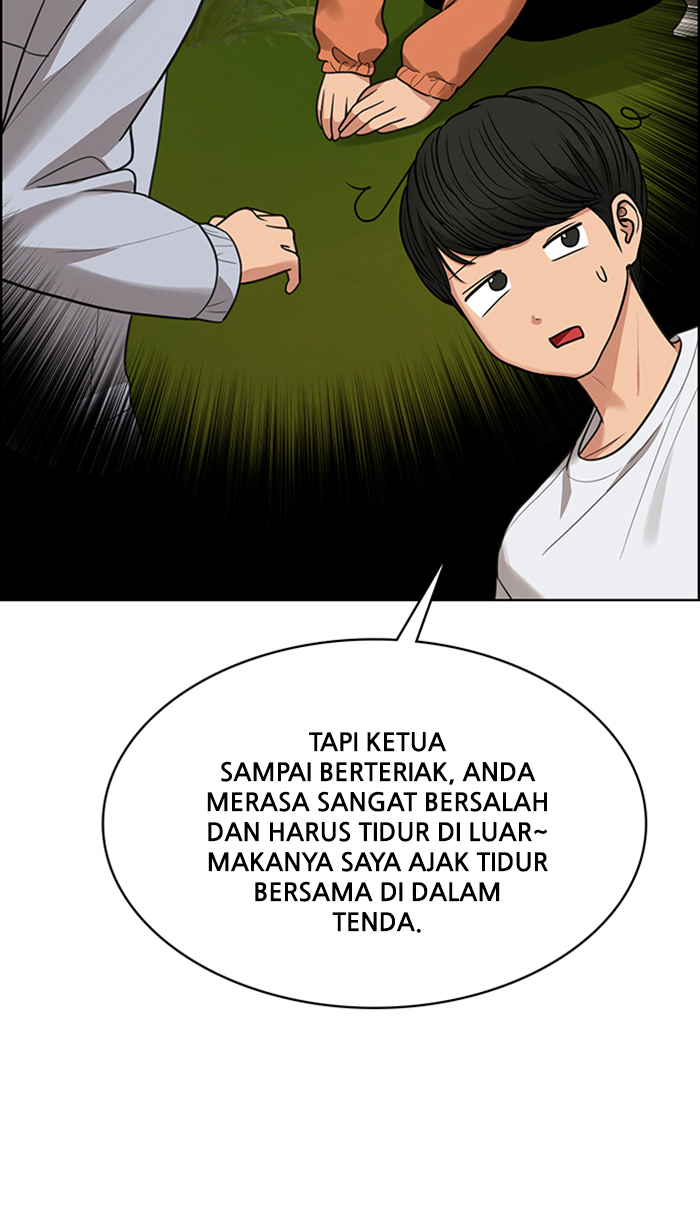 TAPI KETUA
SAMPAI BERTERIAK, ANDA
MERASA SANGAT BERSALAH
DAN HARUS TIDUR DI LUAR~
MAKANYA SAYA AJAK TIDUR
BERSAMA DI DALAM
TENDA.